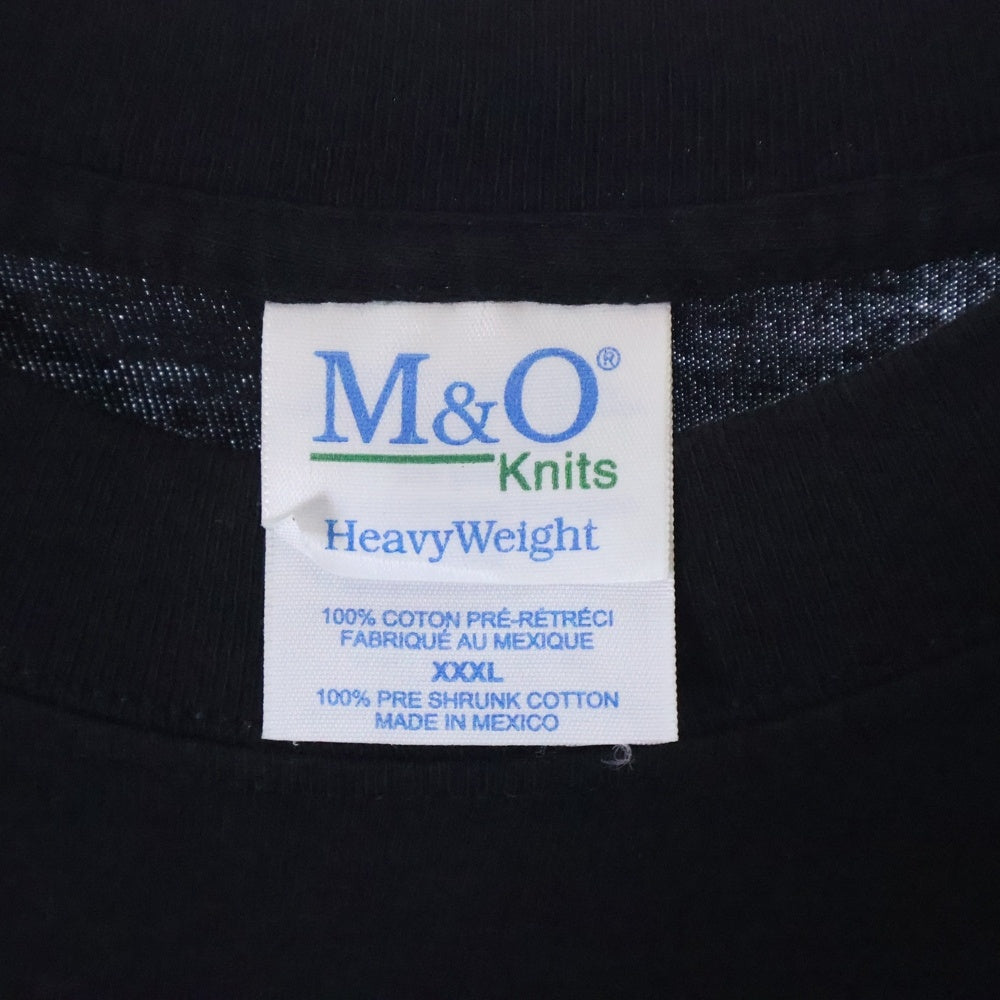 M&O®
Knits
HeavyWeight
100% COTON PRÉ-RÉTRÉCI
FABRIQUÉ AU MEXIQUE
XXXL
100% PRE SHRUNK COTTON
MADE IN MEXICO